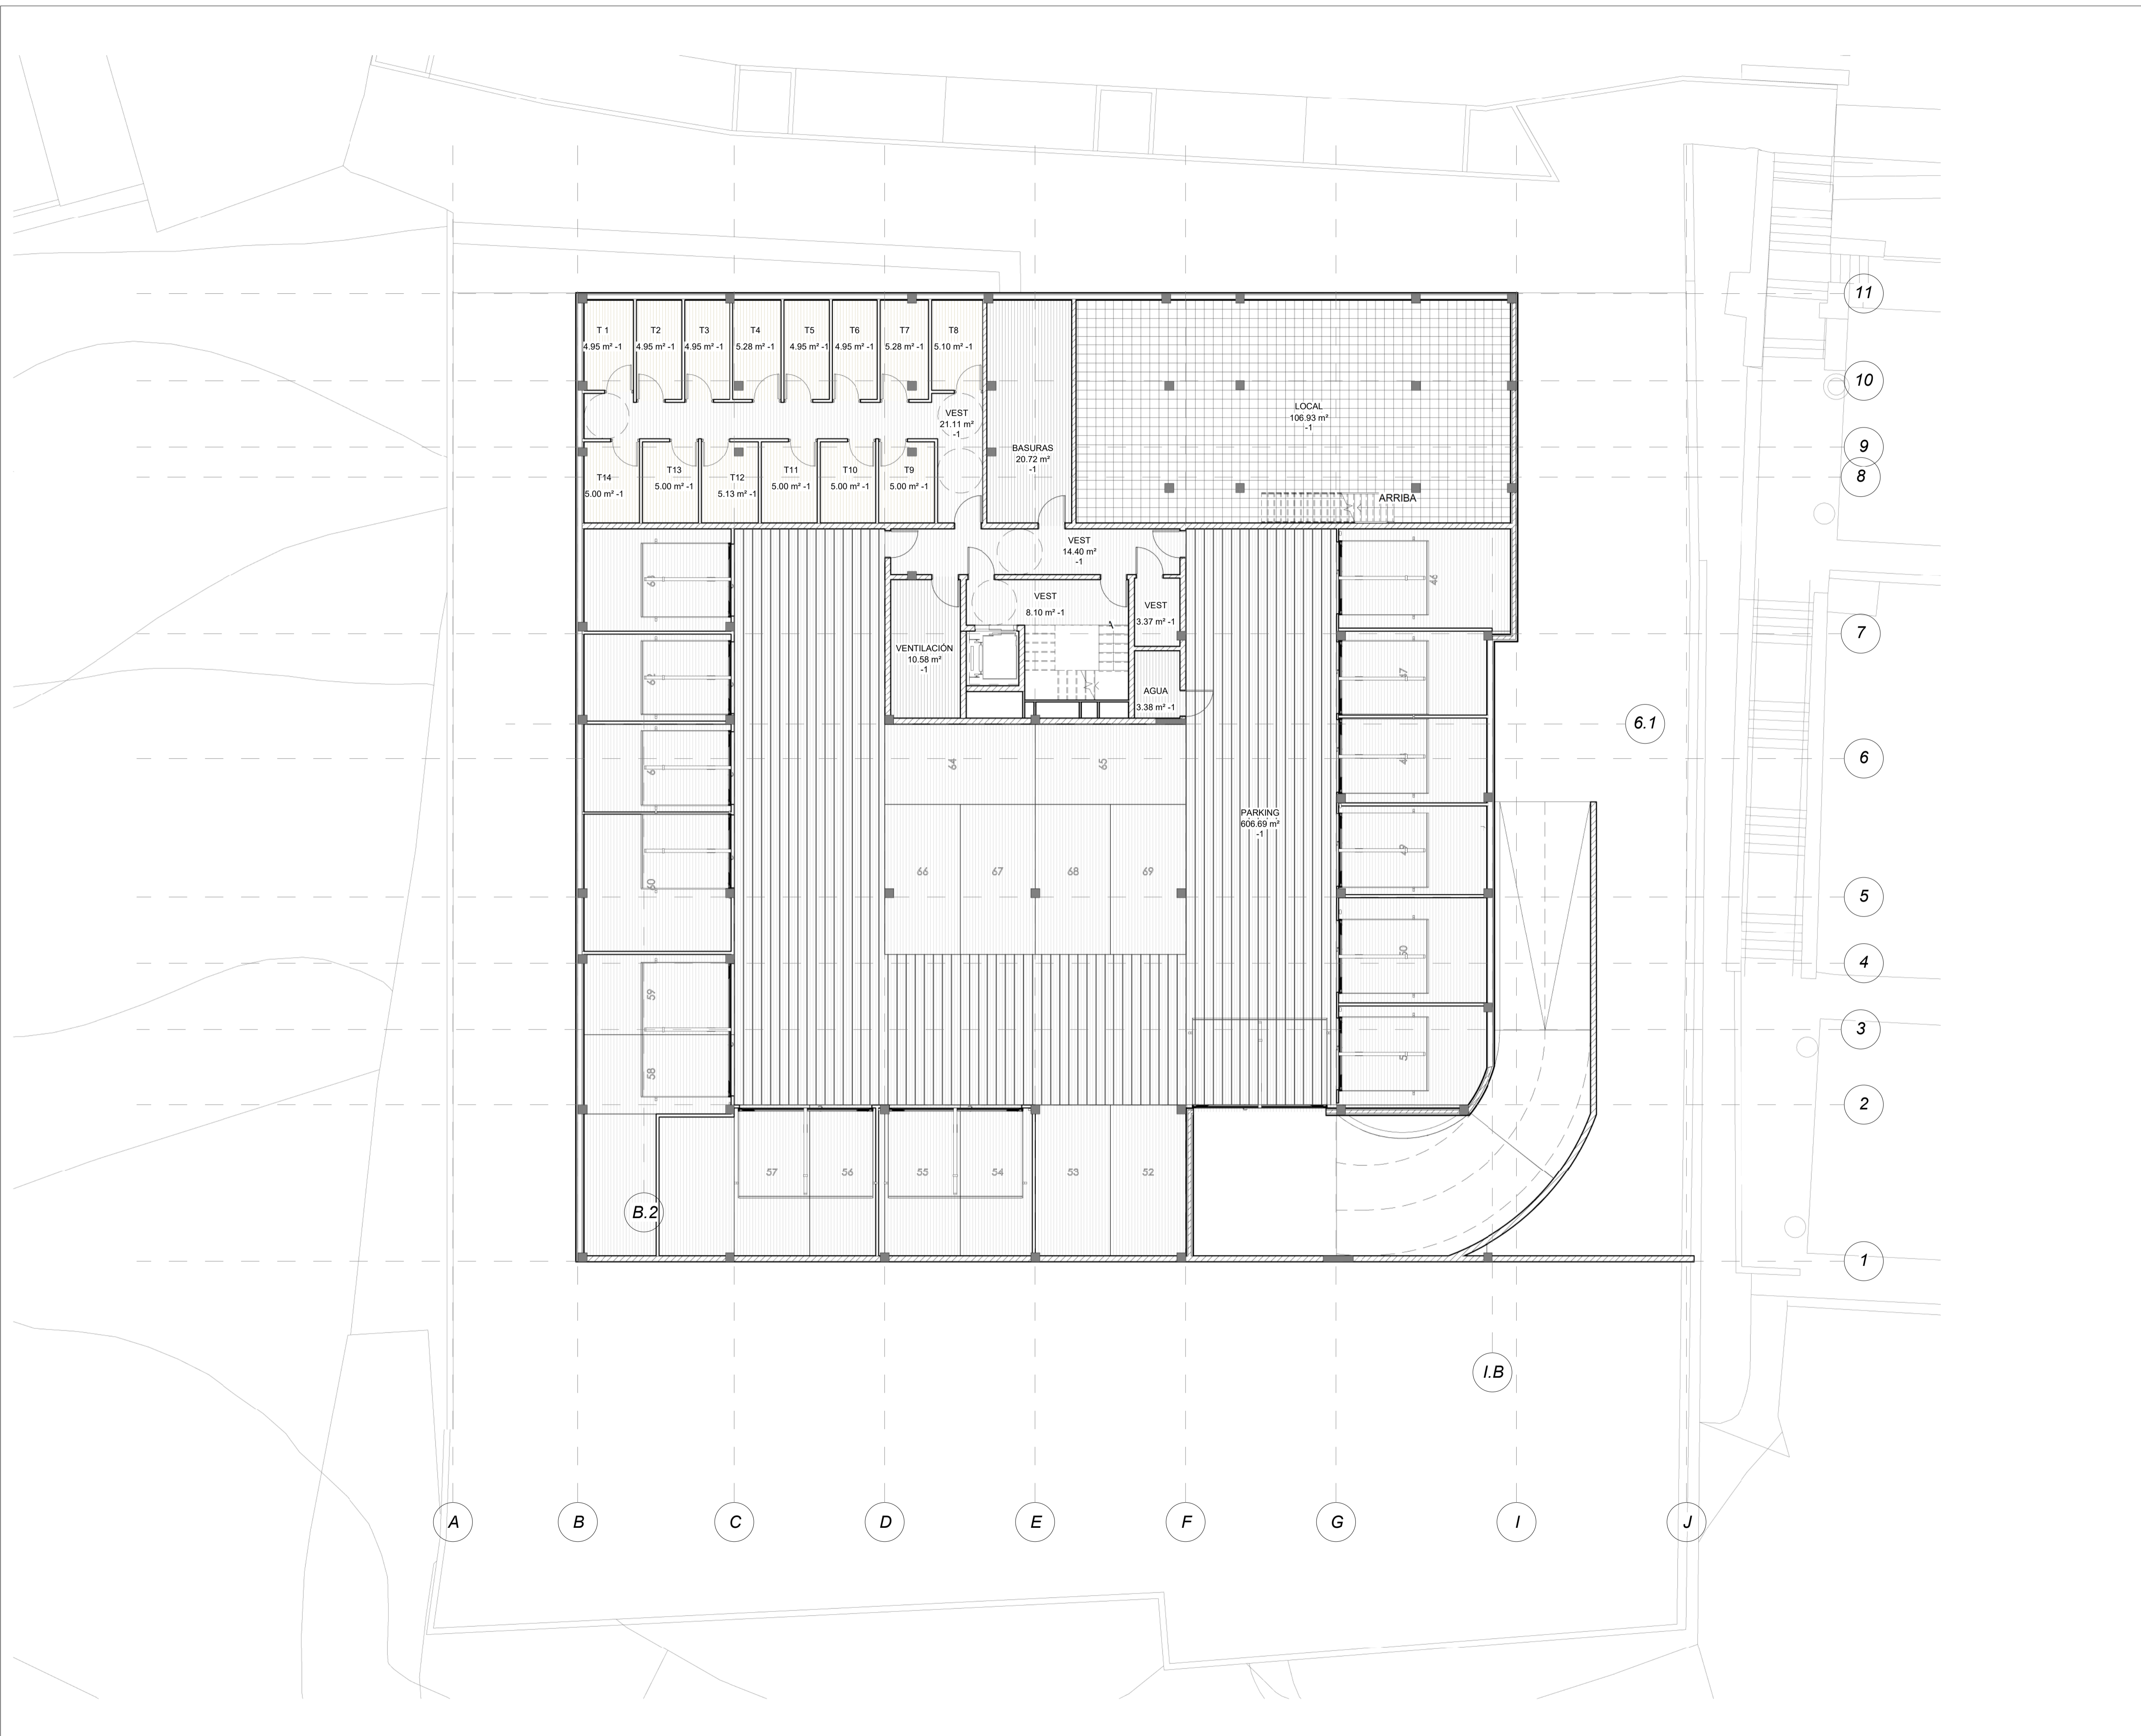 11
T 1
T2
T3
T4
T5
T6
T7
T8
4.95 m² -1
4.95 m² -1
4.95 m² -1
5.28 m² -1
4.95 m² -1
4.95 m² -1
5.28 m² -1
5.10 m² -1
10
LOCAL
106.93 m²
-1
VEST
21.11 m²
-1
9
BASURAS
20.72 m²
-1
8
T14
5.00 m² -1
T13
5.00 m² -1
T12
5.13 m² -1
T11
5.00 m² -1
T10
5.00 m² -1
T9
5.00 m² -1
ARRIBA
VEST
14.40 m²
-1
46
VEST
8.10 m² -1
VEST
3.37 m² -1
7
VENTILACIÓN
10.58 m²
-1
47
AGUA
3.38 m² -1
6.1
64
65
6
PARKING
606.69 m²
-1
49
66
67
68
69
60
5
50
4
59
3
58
2
57
56
55
54
53
52
B.2
1
I.B
A
B
C
D
E
F
G
I
J